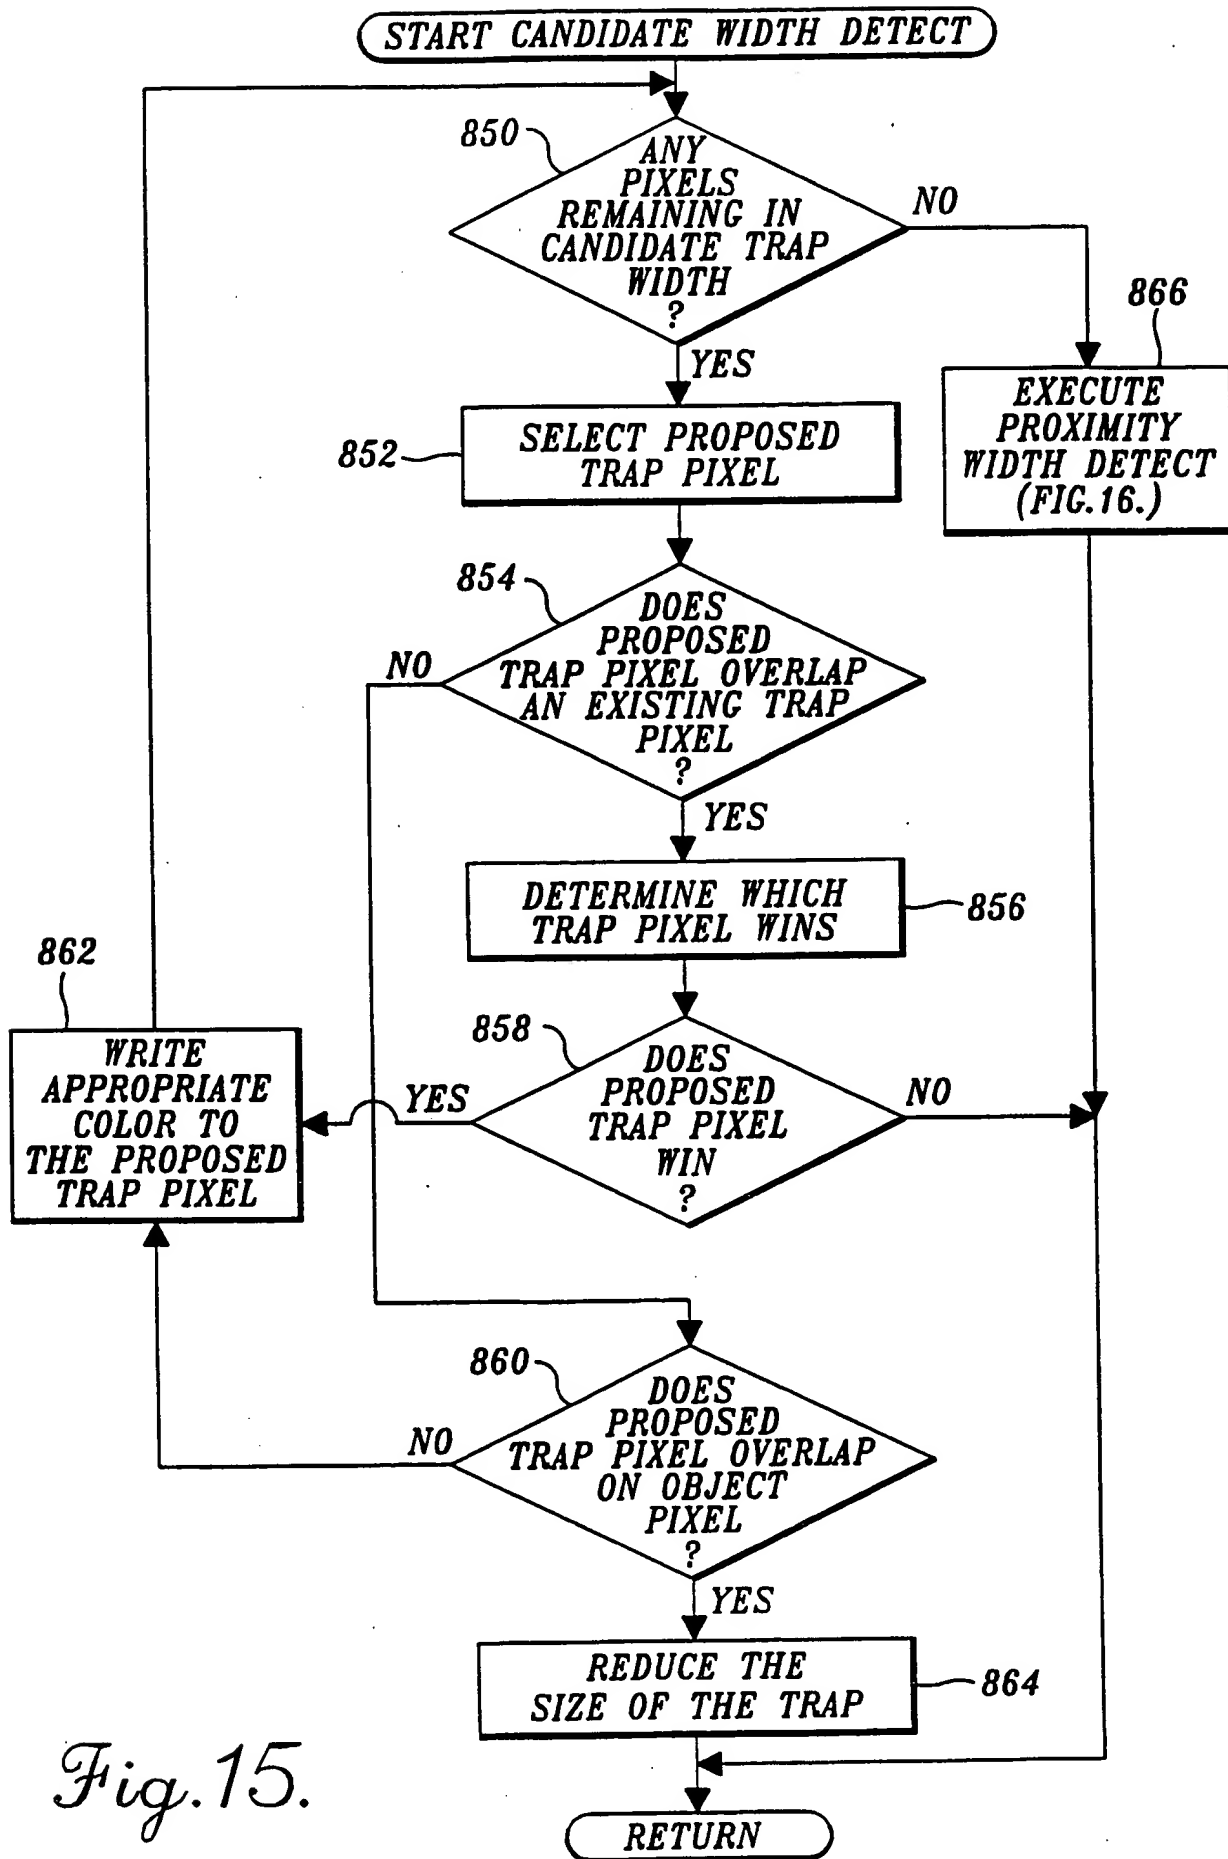 START CANDIDATE WIDTH DETECT
850
ANY
PIXELS
REMAINING IN
CANDIDATE TRAP
WIDTH
?
NO
YES
866
EXECUTE
PROXIMITY
WIDTH DETECT
(FIG.16.)
852
SELECT PROPOSED
TRAP PIXEL
854
DOES
PROPOSED
TRAP PIXEL OVERLAP
AN EXISTING TRAP
PIXEL
?
NO
YES
DETERMINE WHICH
TRAP PIXEL WINS
856
862
WRITE
APPROPRIATE
COLOR TO
THE PROPOSED
TRAP PIXEL
858
DOES
PROPOSED
TRAP PIXEL
WIN
?
YES
NO
860
DOES
PROPOSED
TRAP PIXEL OVERLAP
ON OBJECT
PIXEL
?
NO
YES
REDUCE THE
SIZE OF THE TRAP
864
RETURN
Fig.15.